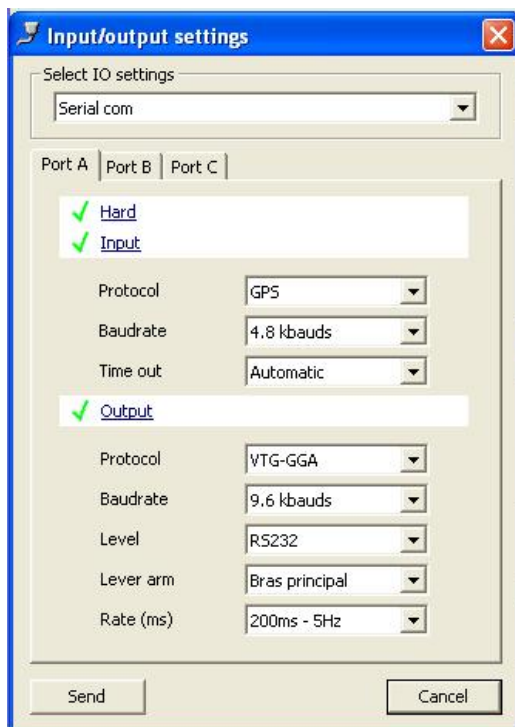 Input/output settings
Select IO settings
Serial com
Port A Port B Port C
Hard
Input
Protocol GPS
Baudrate 4.8 kbauds
Time out Automatic
Output
Protocol VTG-GGA
Baudrate 9.6 kbauds
Level RS232
Lever arm Bras principal
Rate (ms) 200ms - 5Hz
Send Cancel